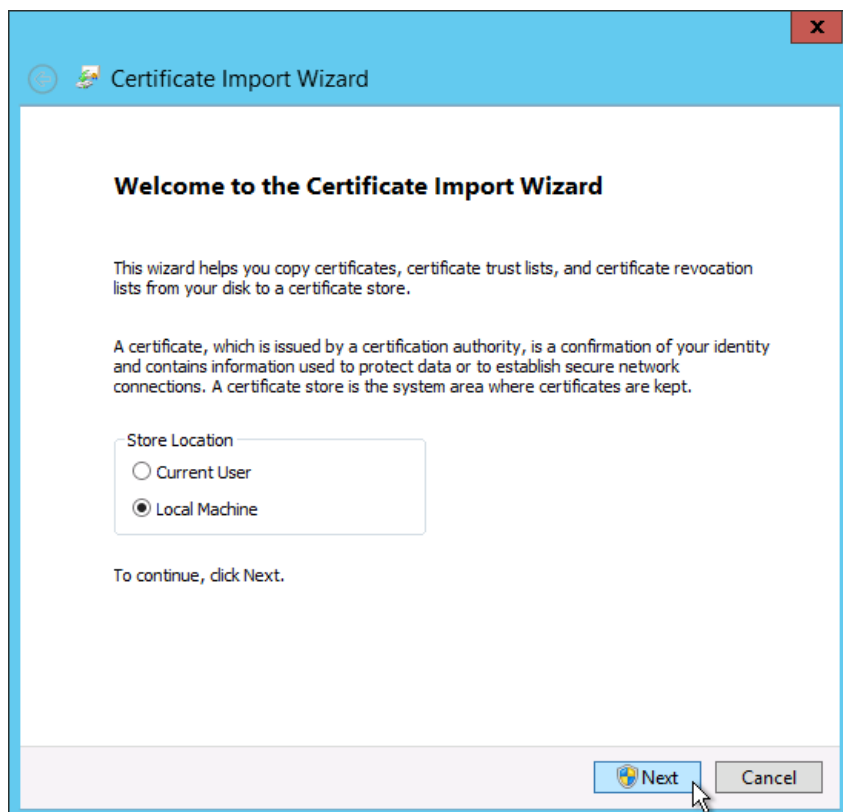 x
Certificate Import Wizard
Welcome to the Certificate Import Wizard
This wizard helps you copy certificates, certificate trust lists, and certificate revocation
lists from your disk to a certificate store.
A certificate, which is issued by a certification authority, is a confirmation of your identity
and contains information used to protect data or to establish secure network
connections. A certificate store is the system area where certificates are kept.
Store Location
Current User
Local Machine
To continue, click Next.
Next Cancel